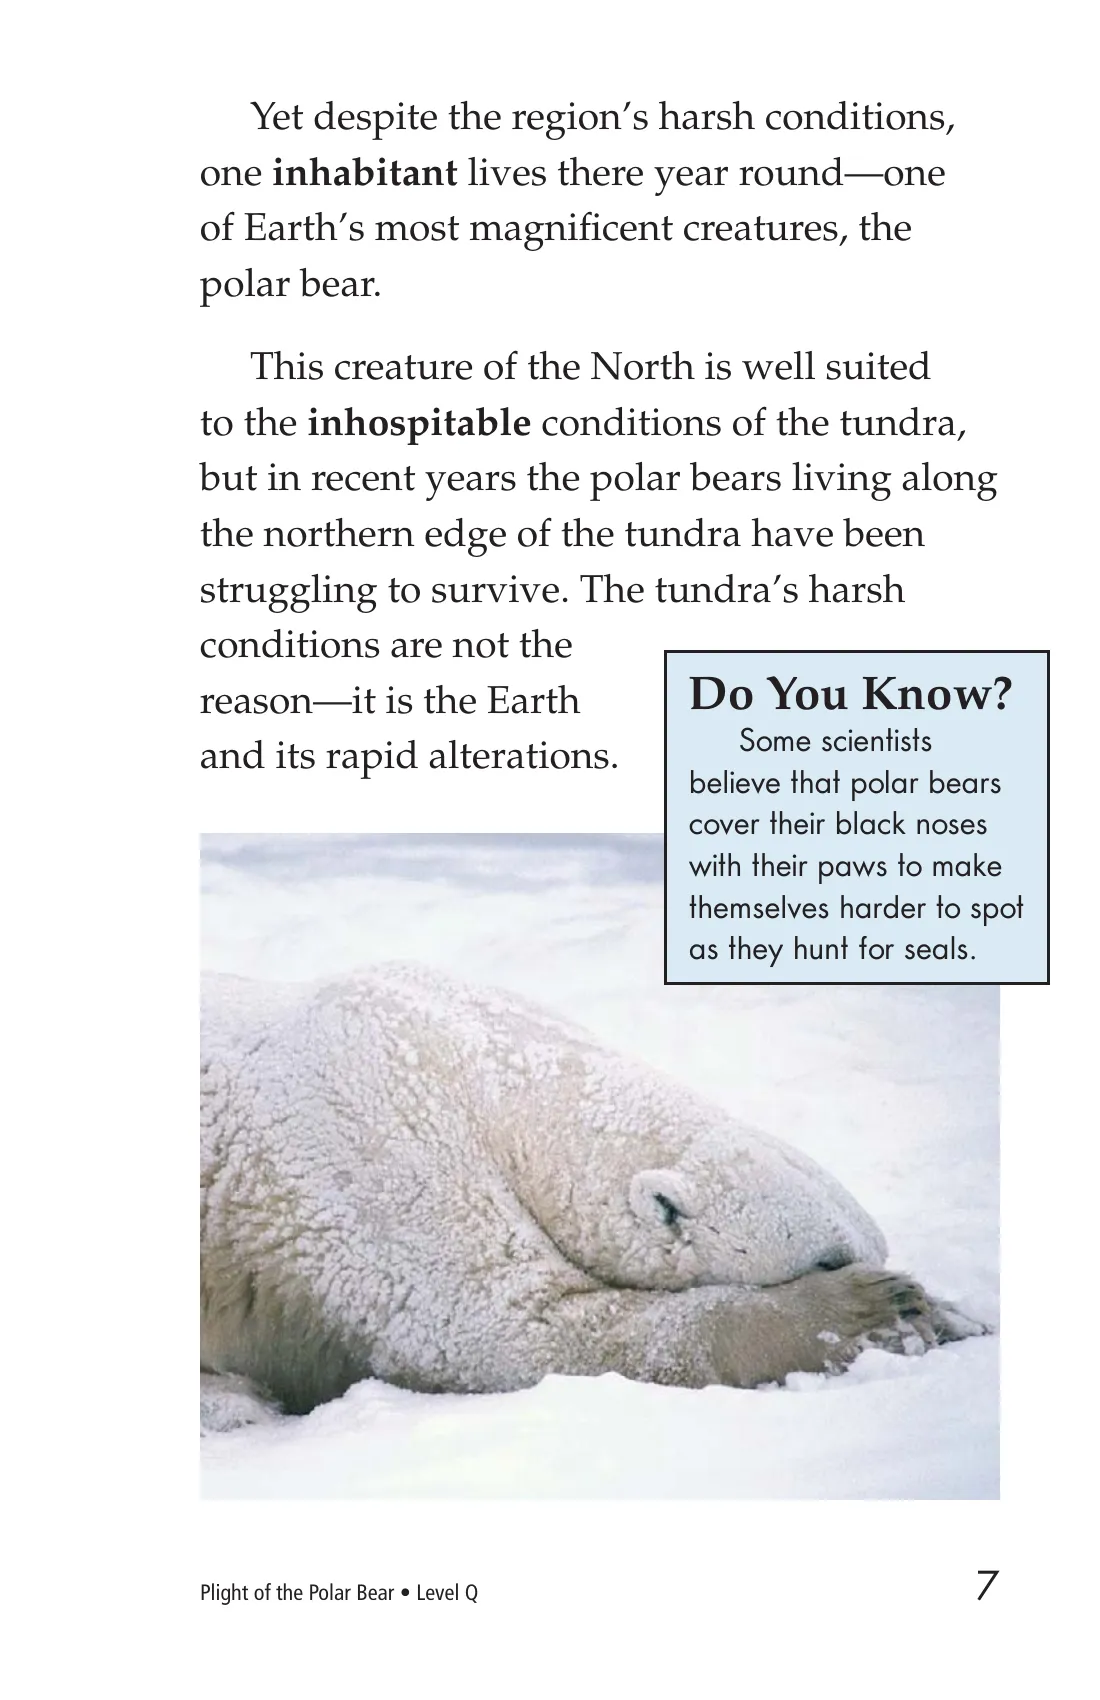 Yet despite the region’s harsh conditions,
one inhabitant lives there year round—one
of Earth’s most magnificent creatures, the
polar bear.
This creature of the North is well suited
to the inhospitable conditions of the tundra,
but in recent years the polar bears living along
the northern edge of the tundra have been
struggling to survive. The tundra’s harsh
conditions are not the
reason—it is the Earth
and its rapid alterations.
Do You Know?
Some scientists
believe that polar bears
cover their black noses
with their paws to make
themselves harder to spot
as they hunt for seals.
Plight of the Polar Bear • Level Q
7